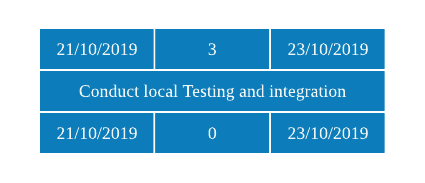 21/10/2019 3 23/10/2019
Conduct local Testing and integration
21/10/2019 0 23/10/2019